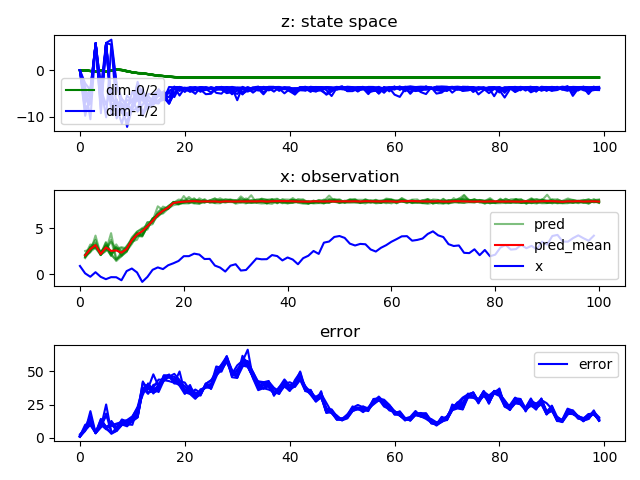 z: state space
0
−10
dim-0/2
dim-1/2
0 20 40 60 80 100
x: observation
5
0
pred
pred_mean
x
0 20 40 60 80 100
error
50
25
0
error
0 20 40 60 80 100